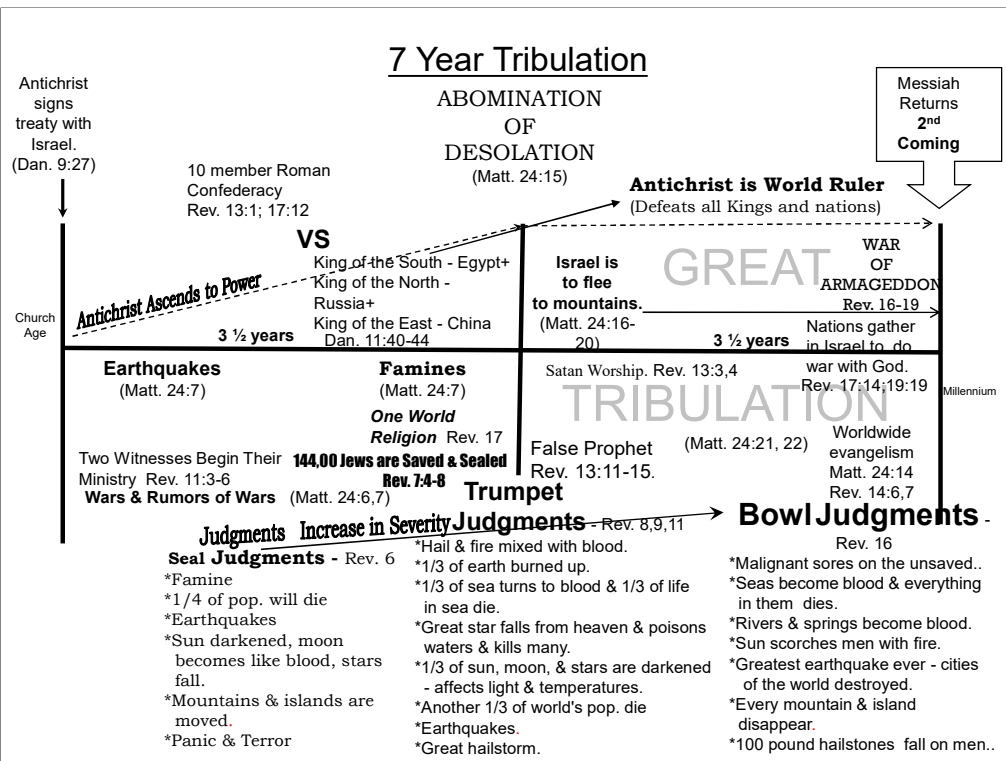 7 Year Tribulation
Antichrist
signs
treaty with
Israel.
(Dan. 9:27)
ABOMINATION
OF
DESOLATION
(Matt. 24:15)
Messiah
Returns
2nd
Coming
10 member Roman
Confederacy
Rev. 13:1; 17:12
Antichrist is World Ruler
(Defeats all Kings and nations)
VS
King of the South - Egypt+
King of the North -
Russia+
King of the East - China
Dan. 11:40-44
Antichrist Ascends to Power
Church
Age
3 ½ years
Israel is
to flee
to mountains.
(Matt. 24:16-
20)
GREAT
WAR
OF
ARMAGEDDON
Rev. 16-19
3 ½ years
Nations gather
in Israel to do
war with God.
Rev. 17:14;19:19
Millennium
Earthquakes
(Matt. 24:7)
Famines
(Matt. 24:7)
One World
Religion Rev. 17
Two Witnesses Begin Their
Ministry Rev. 11:3-6
144,00 Jews are Saved & Sealed
Rev. 7:4-8
Wars & Rumors of Wars (Matt. 24:6,7)
Satan Worship. Rev. 13:3,4
TRIBULATION
False Prophet
Rev. 13:11-15.
(Matt. 24:21, 22)
Worldwide
evangelism
Matt. 24:14
Rev. 14:6,7
Judgments Increase in Severity
Seal Judgments - Rev. 6
*Famine
*1/4 of pop. will die
*Earthquakes
*Sun darkened, moon
becomes like blood, stars
fall.
*Mountains & islands are
moved.
*Panic & Terror
Trumpet
Judgments - Rev. 8,9,11
*Hail & fire mixed with blood.
*1/3 of earth burned up.
*1/3 of sea turns to blood & 1/3 of life
in sea die.
*Great star falls from heaven & poisons
waters & kills many.
*1/3 of sun, moon, & stars are darkened
- affects light & temperatures.
*Another 1/3 of world's pop. die
*Earthquakes.
*Great hailstorm.
Bowl Judgments -
Rev. 16
*Malignant sores on the unsaved..
*Seas become blood & everything
in them dies.
*Rivers & springs become blood.
*Sun scorches men with fire.
*Greatest earthquake ever - cities
of the world destroyed.
*Every mountain & island
disappear.
*100 pound hailstones fall on men..